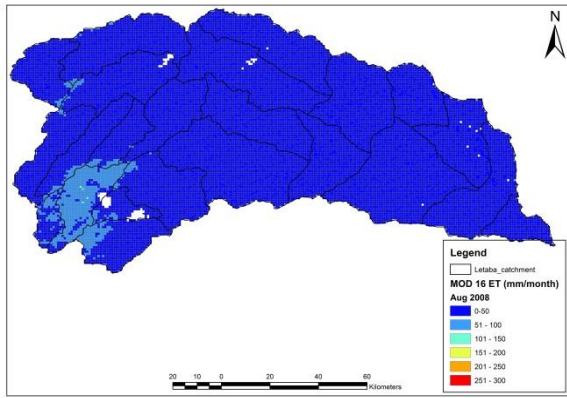 N
Legend
Letaba_catchment
MOD 16 ET (mm/month)
Aug 2008
0-50
51 - 100
101 - 150
151 - 200
201 - 250
251 - 300
20 10 0 20 40 60
Kilometers